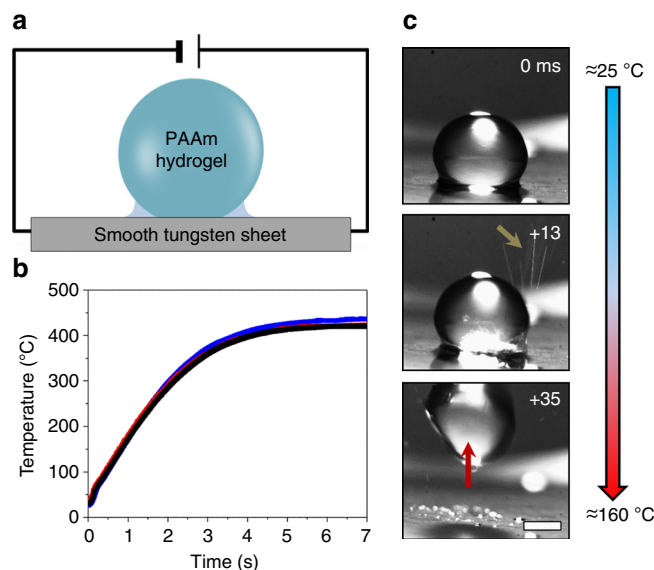 a
PAAm
hydrogel
Smooth tungsten sheet
b
500
400
300
200
100
0
Temperature (°C)
0 1 2 3 4 5 6 7
Time (s)
c
0 ms
+13
+35
≈25 °C
≈160 °C